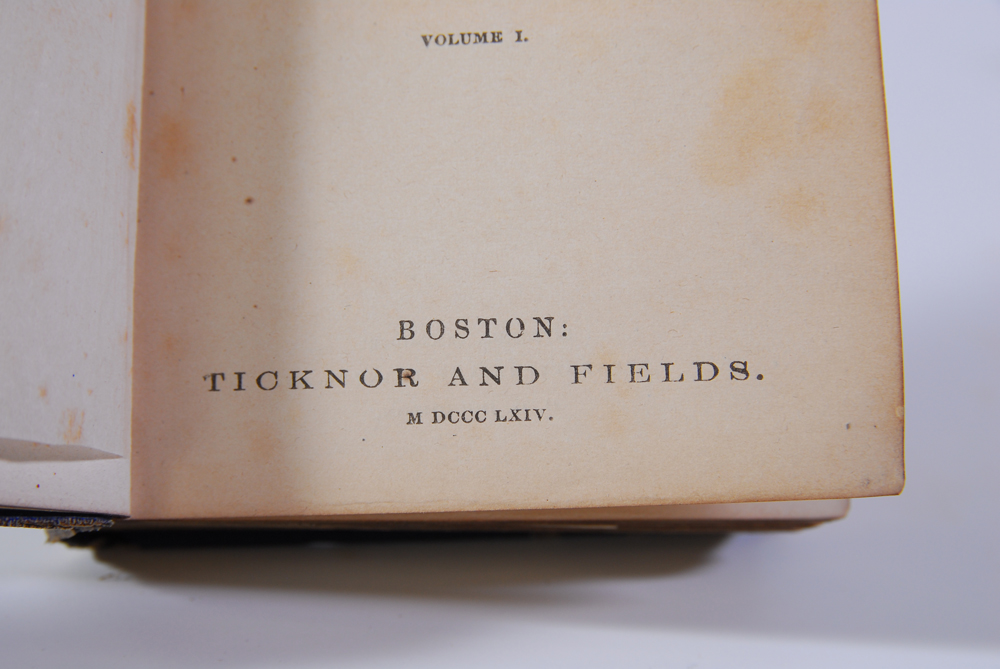 VOLUME I.
BOSTON:
TICKNOR AND FIELDS.
M DCCC LXIV.